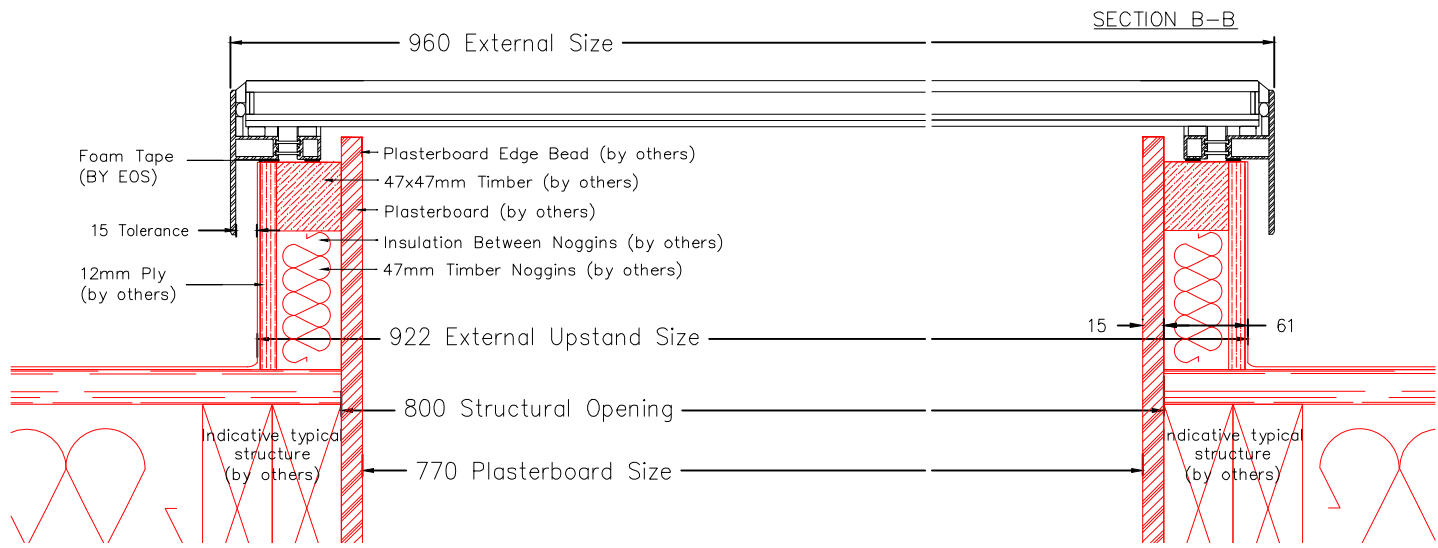 SECTION B-B
960 External Size
Foam Tape
(BY EOS)
Plasterboard Edge Bead (by others)
47x47mm Timber (by others)
Plasterboard (by others)
15 Tolerance
Insulation Between Noggins (by others)
47mm Timber Noggins (by others)
12mm Ply
(by others)
922 External Upstand Size
15
61
800 Structural Opening
Indicative typical
structure
(by others)
770 Plasterboard Size
Indicative typical
structure
(by others)